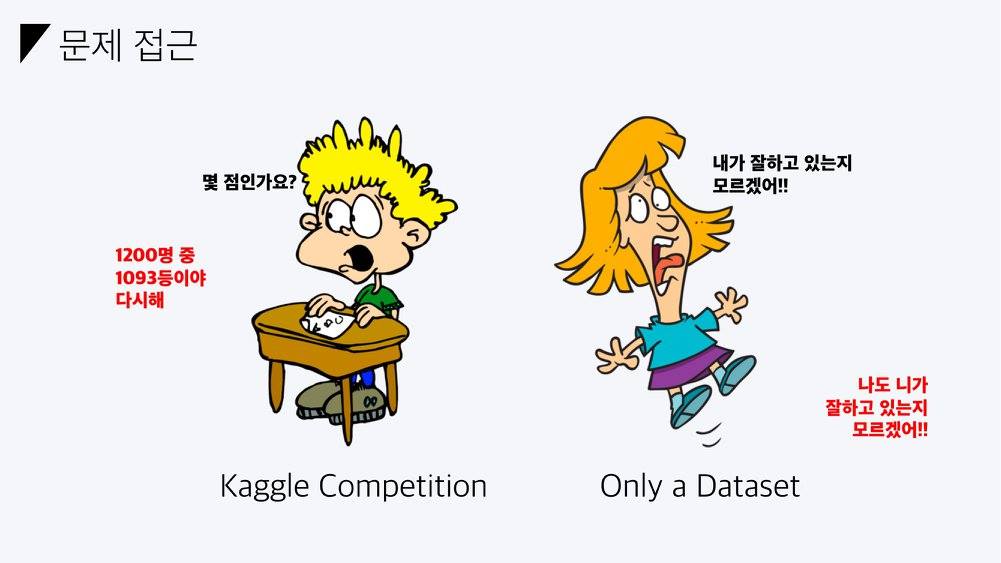 문제 접근
몇 점인가요?
1200명 중
1093등이야
다시해
내가 잘하고 있는지
모르겠어!!
나도 니가
잘하고 있는지
모르겠어!!
Kaggle Competition
Only a Dataset